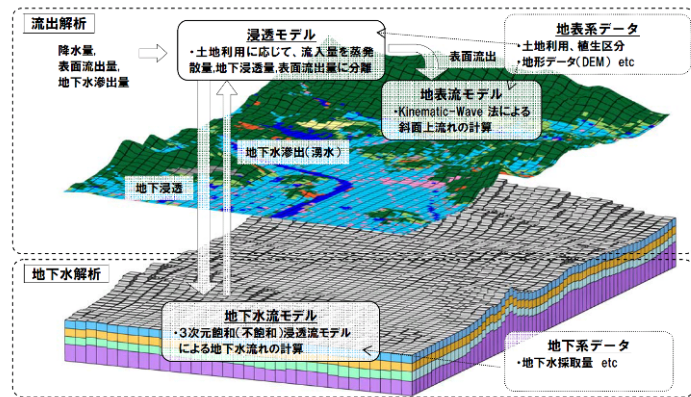 流出解析
降水量,
表面流出量,
地下水滲出量
浸透モデル
・土地利用に応じて、流入量を蒸発
散量,地下浸透量,表面流出量に分離
表面流出
地表系データ
・土地利用、植生区分
・地形データ(DEM) etc
地表流モデル
・Kinematic-Wave 法による
斜面上流れの計算
地下水滲出(湧水)
地下浸透
地下水解析
地下水流モデル
・3次元飽和(不飽和)浸透流モデル
による地下水流れの計算
地下系データ
・地下水採取量 etc